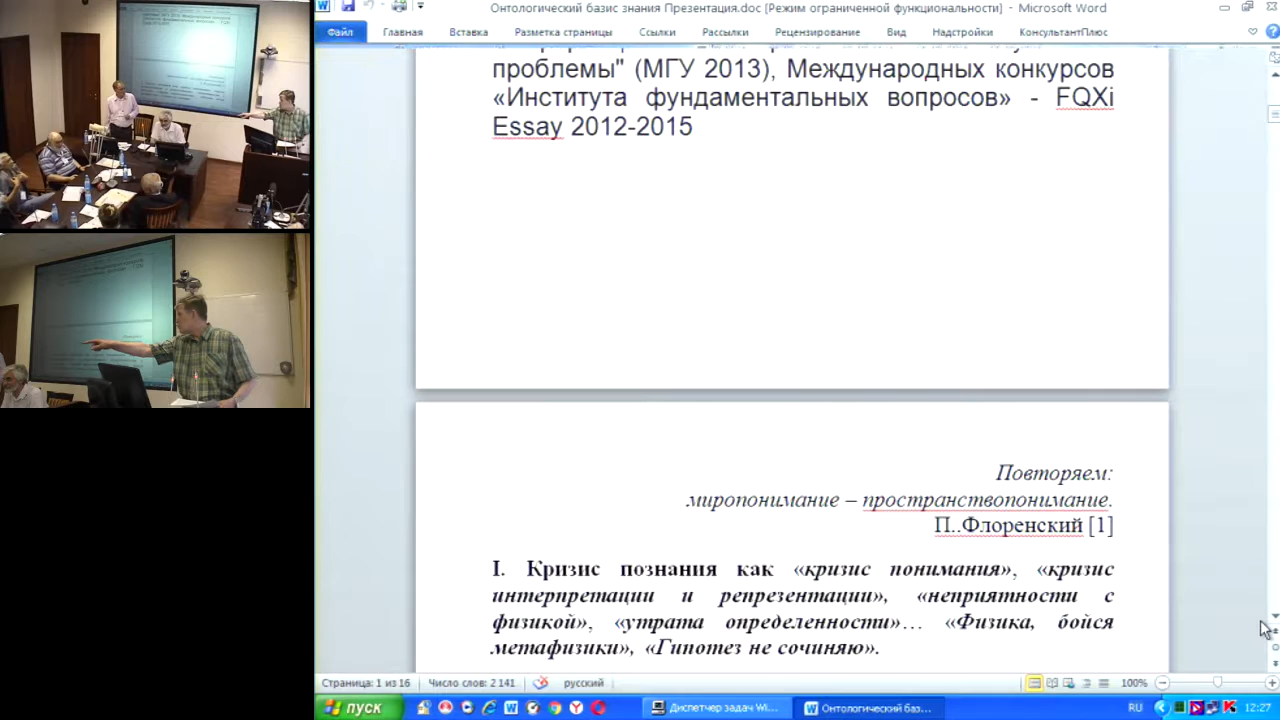 Онтологический базис знания Презентация.doc [Режим ограниченной функциональности] - Microsoft Word
Файл Главная Вставка Разметка страницы Ссылки Рассылки Рецензирование Вид Надстройки КонсультантПлюс
проблемы" (МГУ 2013), Международных конкурсов
«Института фундаментальных вопросов» - FQXi
Essay 2012-2015
Повторяем:
миропонимание – пространствопонимание.
П..Флоренский [1]
I. Кризис познания как «кризис понимания», «кризис
интерпретации и репрезентации», «неприятности с
физикой», «утрата определенности»… «Физика, бойся
метафизики», «Гипотез не сочиняю».
Страница: 1 из 16 Число слов: 2 141 русский 100%
пуск Диспетчер задач Wi... Онтологический баз... RU 12:27